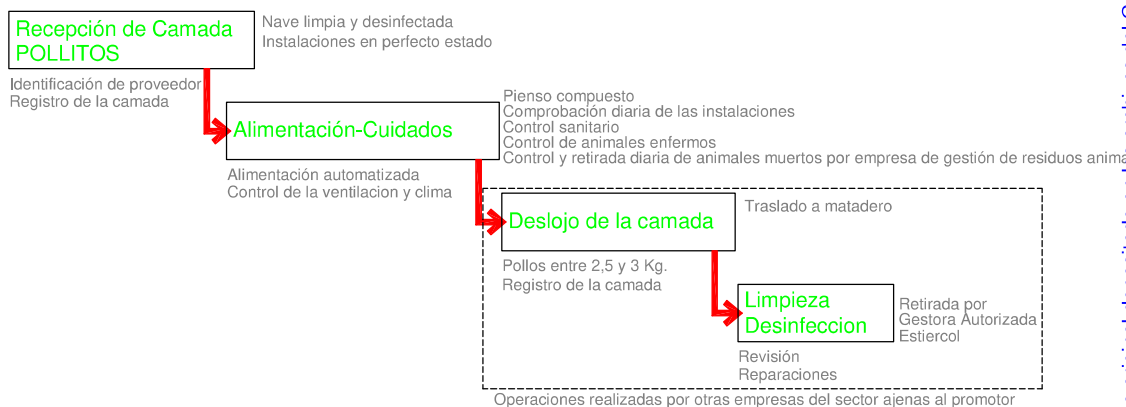 Recepción de Camada
POLLITOS
Nave limpia y desinfectada
Instalaciones en perfecto estado
Identificación de proveedor
Registro de la camada
Alimentación-Cuidados
Pienso compuesto
Comprobación diaria de las instalaciones
Control sanitario
Control de animales enfermos
Control y retirada diaria de animales muertos por empresa de gestión de residuos
Alimentación automatizada
Control de la ventilacion y clima
Deslojo de la camada
Traslado a matadero
Pollos entre 2,5 y 3 Kg.
Registro de la camada
Limpieza
Desinfeccion
Retirada por
Gestora Autorizada
Estiercol
Revisión
Reparaciones
Operaciones realizadas por otras empresas del sector ajenas al promotor